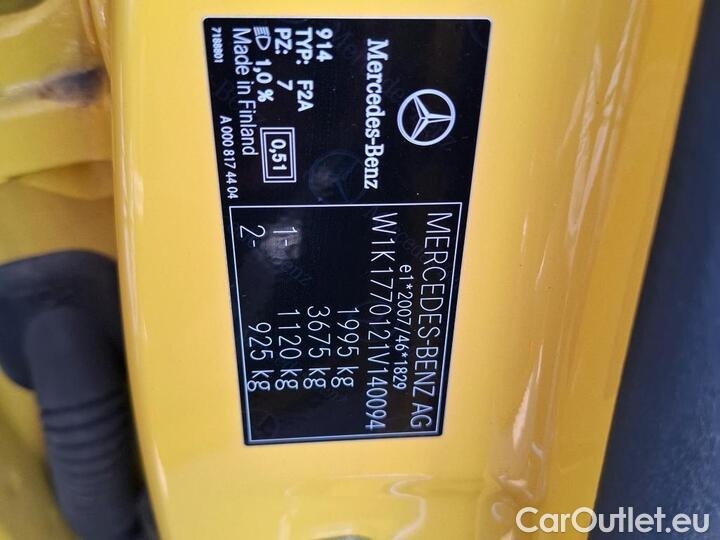 Mercedes-Benz
914
TYP: F2A
PZ: 7
1,0 %
0,51
Made in Finland
7188801
A 000 817 44 04
MERCEDES-BENZ AG
e1*2007/46*1829
W1K1770121V140094
1995 kg
3675 kg
1- 1120 kg
2- 925 kg
CarOutlet.eu